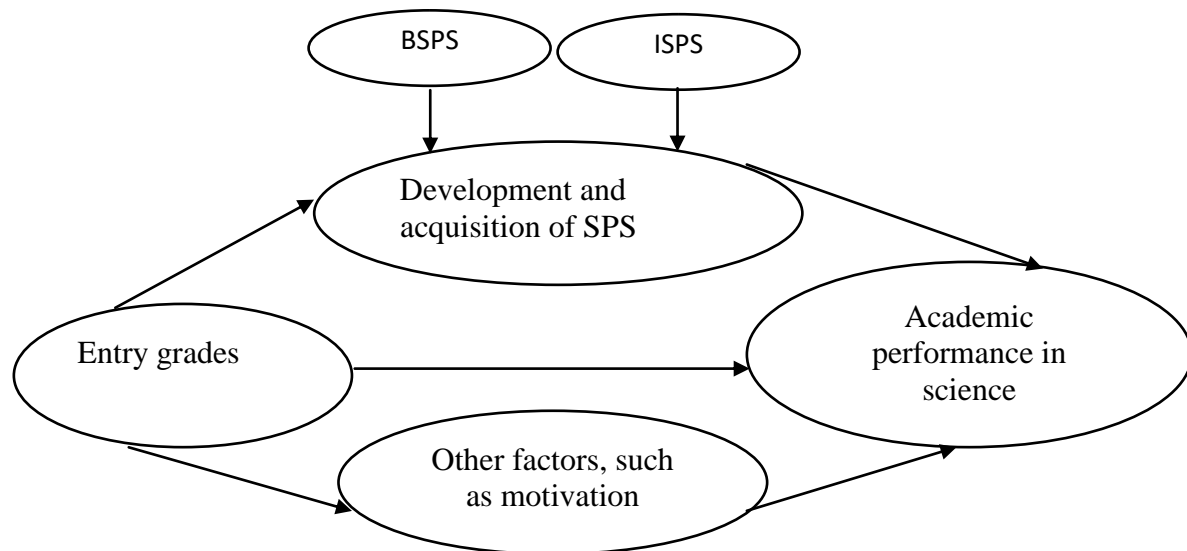 BSPS
ISPS
Development and
acquisition of SPS
Entry grades
Academic
performance in
science
Other factors, such
as motivation